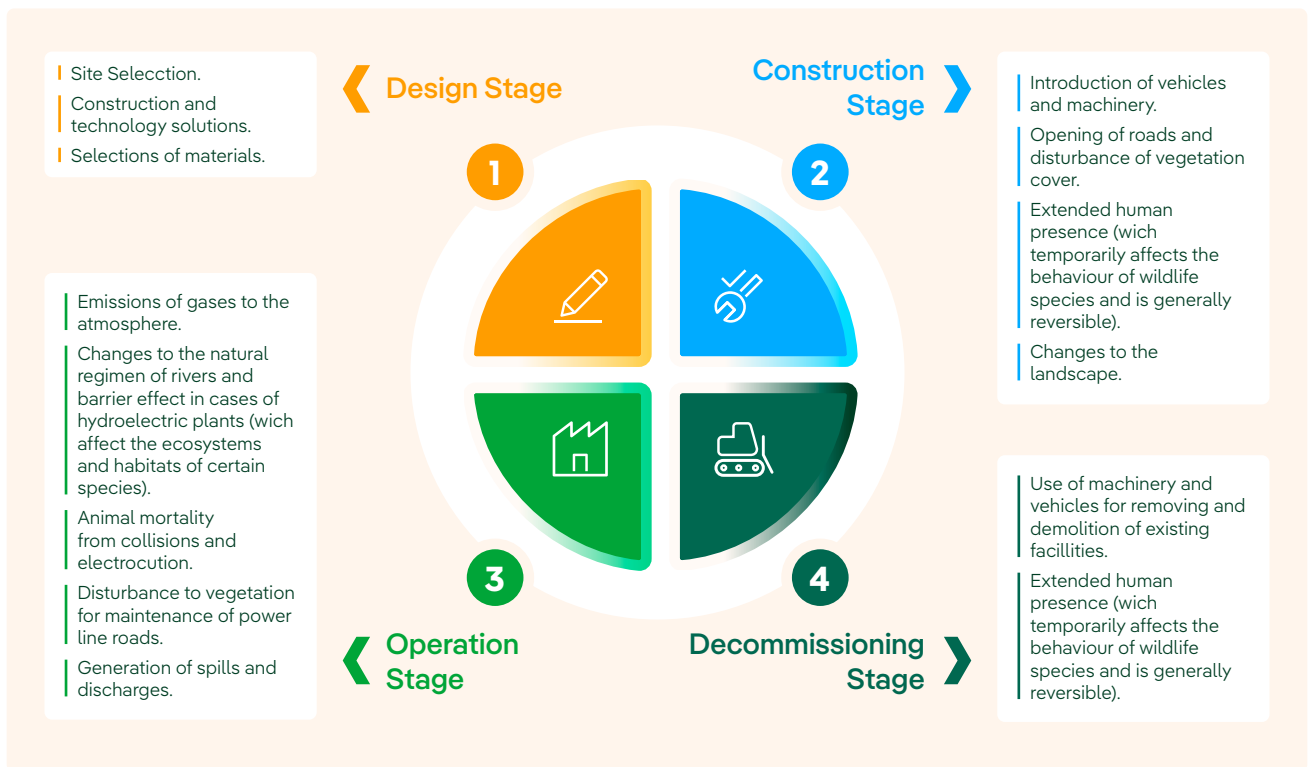 Design Stage
1
Site Selecction.
Construction and
technology solutions.
Selections of materials.
Construction
Stage
2
Introduction of vehicles
and machinery.
Opening of roads and
disturbance of vegetation
cover.
Extended human
presence (wich
temporarily affects the
behaviour of wildlife
species and is generally
reversible).
Changes to the
landscape.
3
Operation
Stage
Emissions of gases to the
atmosphere.
Changes to the natural
regimen of rivers and
barrier effect in cases of
hydroelectric plants (wich
affect the ecosystems
and habitats of certain
species).
Animal mortality
from collisions and
electrocution.
Disturbance to vegetation
for maintenance of power
line roads.
Generation of spills and
discharges.
4
Decommissioning
Stage
Use of machinery and
vehicles for removing and
demolition of existing
facillities.
Extended human
presence (wich
temporarily affects the
behaviour of wildlife
species and is generally
reversible).